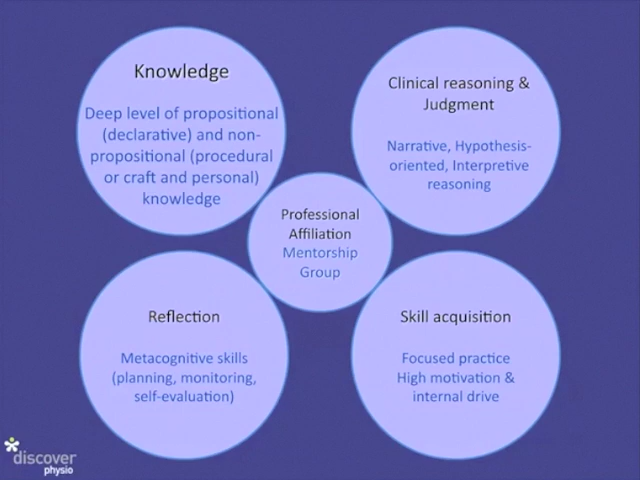 Knowledge
Deep level of propositional
(declarative) and non-
propositional (procedural
or craft and personal)
knowledge
Clinical reasoning &
Judgment
Narrative, Hypothesis-
oriented, Interpretive
reasoning
Professional
Affiliation
Mentorship
Group
Reflection
Metacognitive skills
(planning, monitoring,
self-evaluation)
Skill acquisition
Focused practice
High motivation &
internal drive
discover
physio